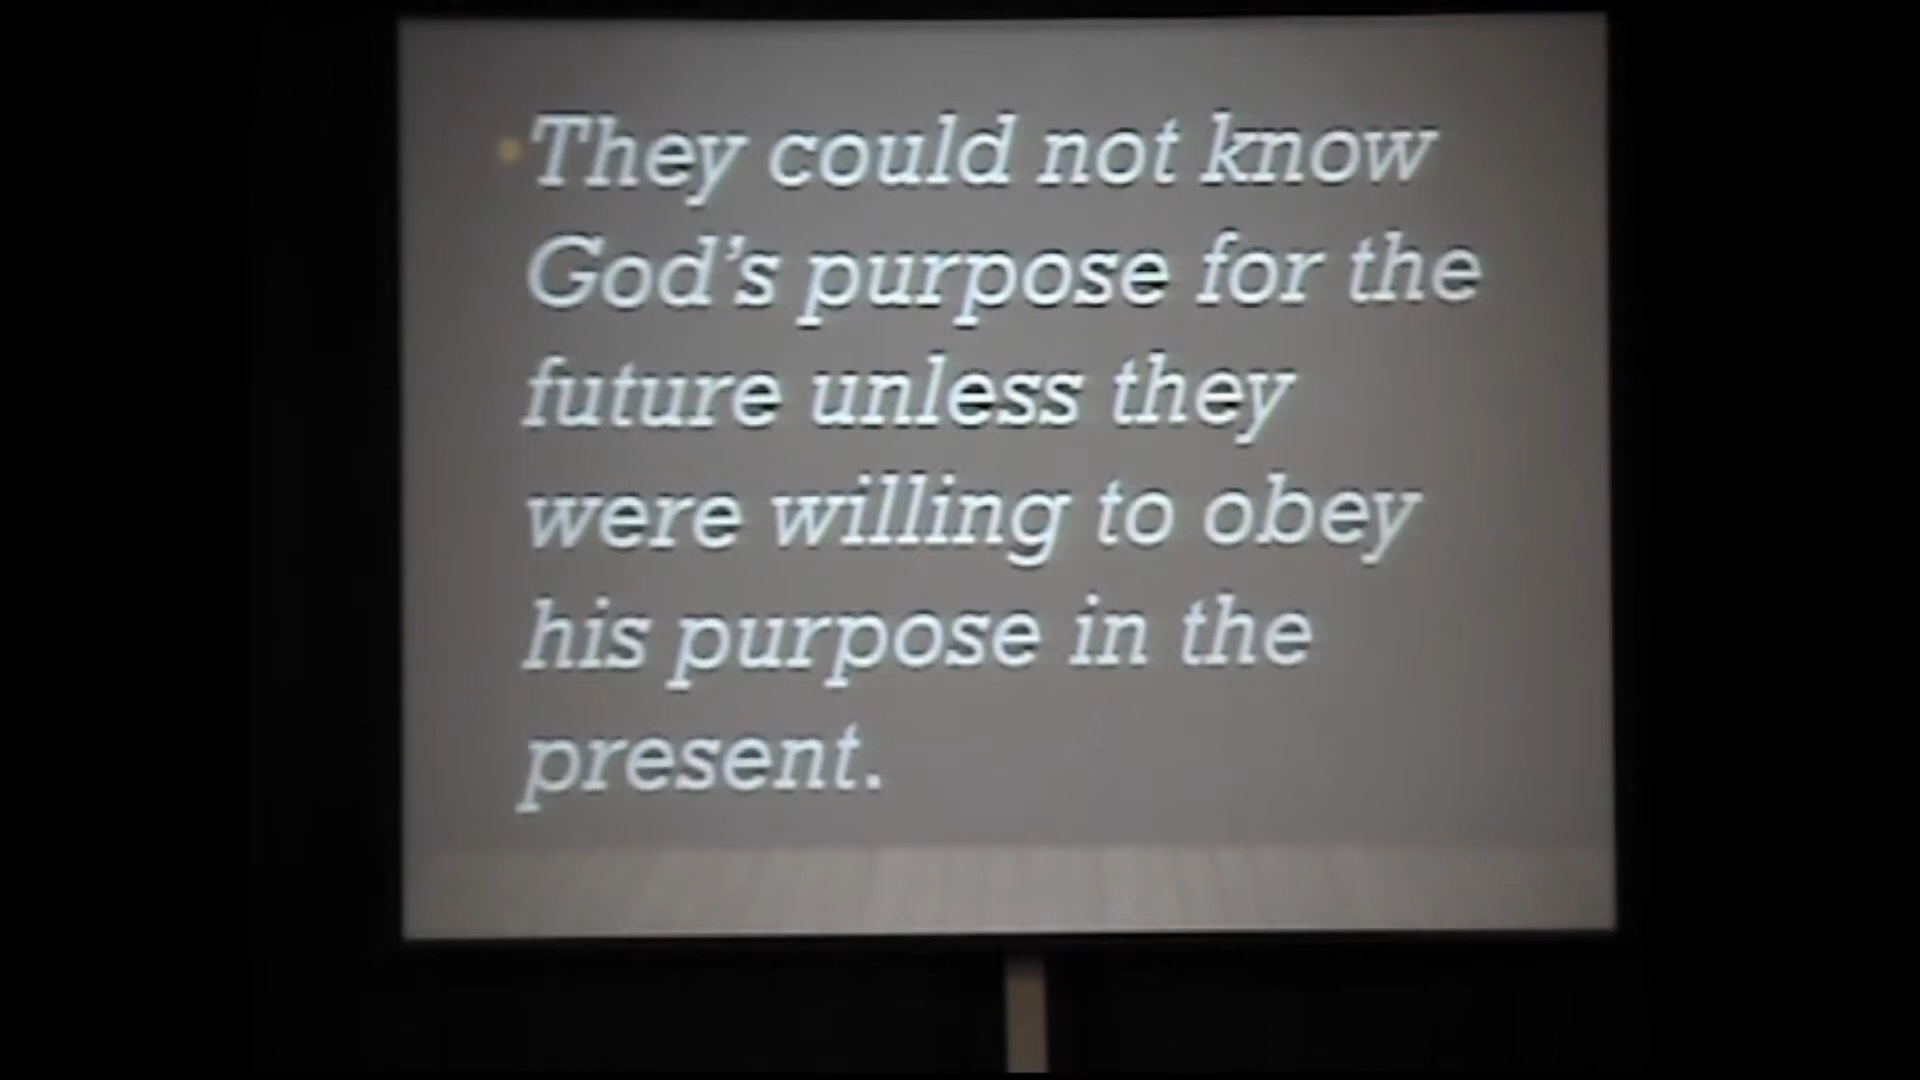 •They could not know
God’s purpose for the
future unless they
were willing to obey
his purpose in the
present.